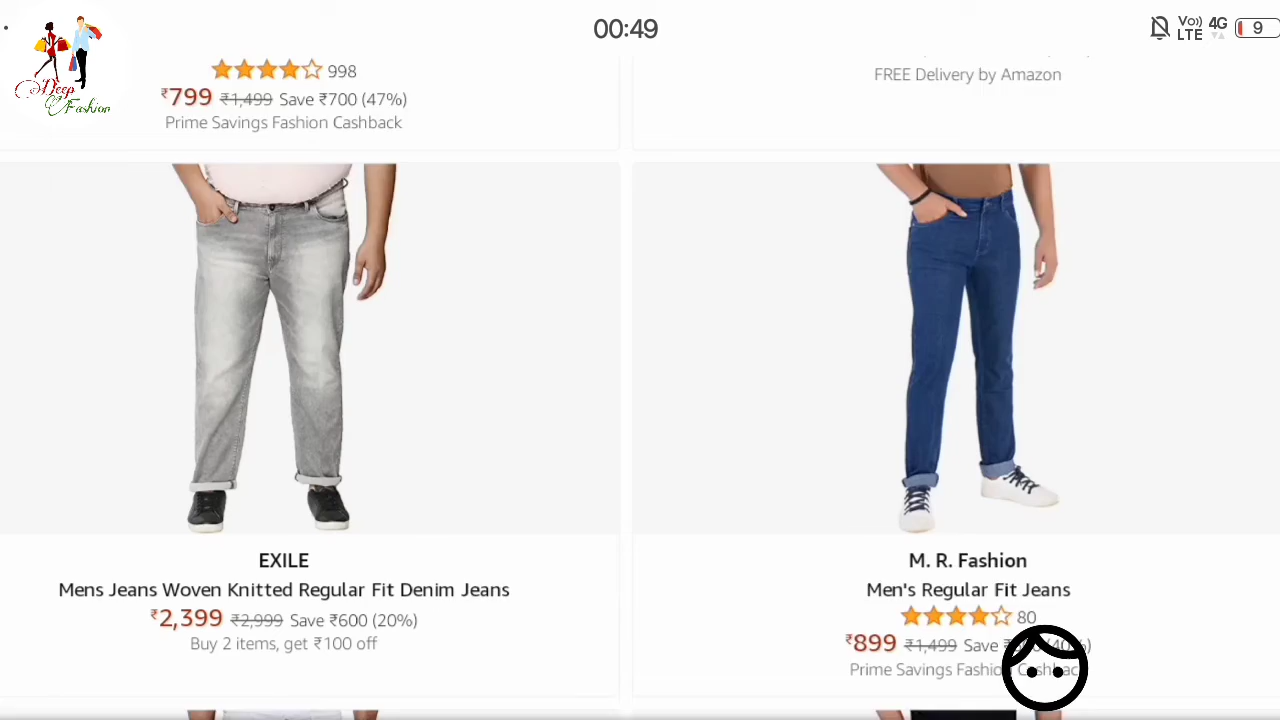 00:49
Vo))
LTE
4G
9
Deep
Fashion
998
₹799 ₹1,499 Save ₹700 (47%)
Prime Savings Fashion Cashback
FREE Delivery by Amazon
EXILE
Mens Jeans Woven Knitted Regular Fit Denim Jeans
₹2,399 ₹2,999 Save ₹600 (20%)
Buy 2 items, get ₹100 off
M. R. Fashion
Men's Regular Fit Jeans
80
₹899 ₹1,499 Save
Prime Savings Fashion Cashback